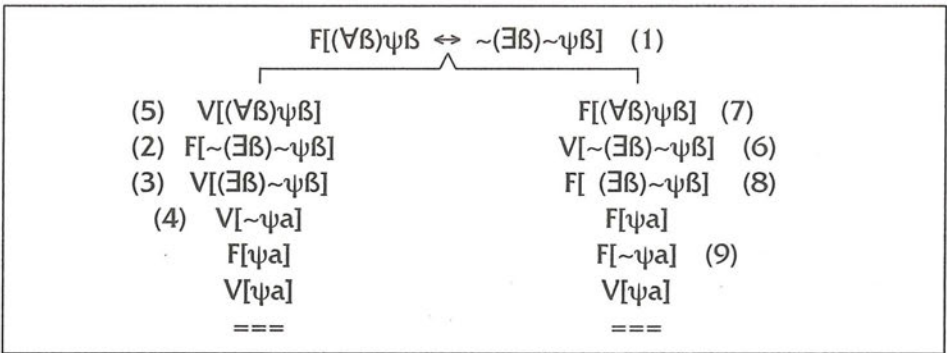 F[(∀ß)ψß ↔ ~(∃ß)~ψß] (1)
(5) V[(∀ß)ψß] F[(∀ß)ψß] (7)
(2) F[~(∃ß)~ψß] V[~(∃ß)~ψß] (6)
(3) V[(∃ß)~ψß] F[ (∃ß)~ψß] (8)
(4) V[~ψa] F[ψa]
F[ψa] F[~ψa] (9)
V[ψa] V[ψa]
=== ===